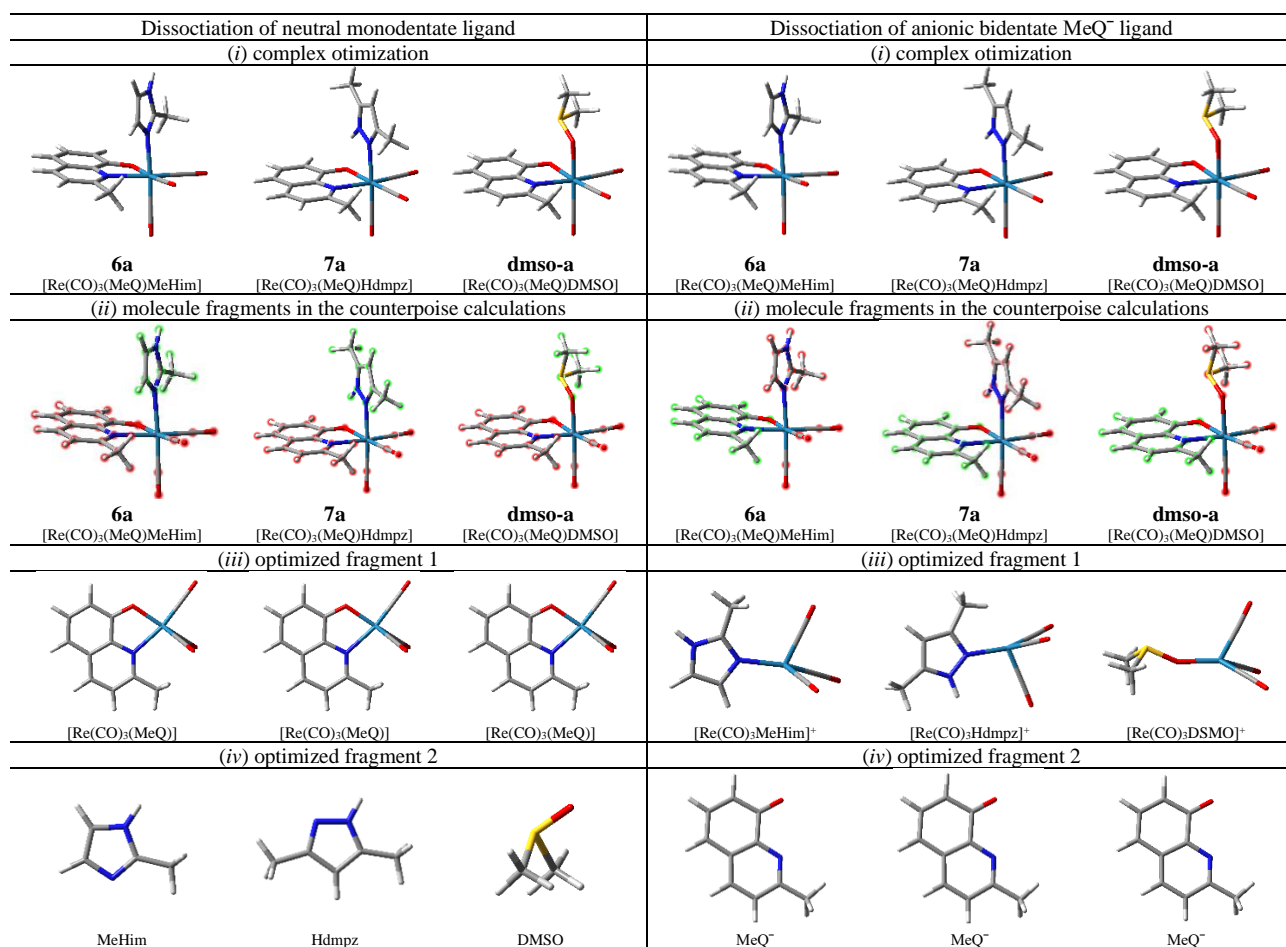 Dissoctiation of neutral monodentate ligand Dissoctiation of anionic bidentate MeQ⁻ ligand
(i) complex otimization (i) complex otimization
6a 7a dmso-a 6a 7a dmso-a
[Re(CO)₃(MeQ)MeHim] [Re(CO)₃(MeQ)Hdmpz] [Re(CO)₃(MeQ)DMSO] [Re(CO)₃(MeQ)MeHim] [Re(CO)₃(MeQ)Hdmpz] [Re(CO)₃(MeQ)DMSO]
(ii) molecule fragments in the counterpoise calculations (ii) molecule fragments in the counterpoise calculations
6a 7a dmso-a 6a 7a dmso-a
[Re(CO)₃(MeQ)MeHim] [Re(CO)₃(MeQ)Hdmpz] [Re(CO)₃(MeQ)DMSO] [Re(CO)₃(MeQ)MeHim] [Re(CO)₃(MeQ)Hdmpz] [Re(CO)₃(MeQ)DMSO]
(iii) optimized fragment 1 (iii) optimized fragment 1
[Re(CO)₃(MeQ)] [Re(CO)₃(MeQ)] [Re(CO)₃(MeQ)] [Re(CO)₃MeHim]⁺ [Re(CO)₃Hdmpz]⁺ [Re(CO)₃DSMO]⁺
(iv) optimized fragment 2 (iv) optimized fragment 2
MeHim Hdmpz DMSO MeQ⁻ MeQ⁻ MeQ⁻